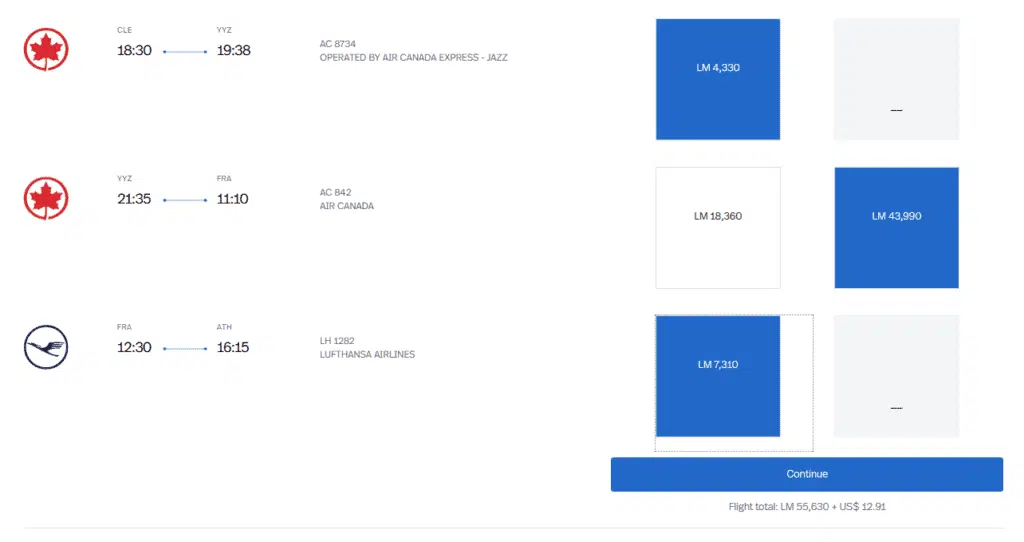 CLE YYZ
18:30 19:38
AC 8734
OPERATED BY AIR CANADA EXPRESS - JAZZ
LM 4,330
—
YYZ FRA
21:35 11:10
AC 842
AIR CANADA
LM 18,360
LM 43,990
FRA ATH
12:30 16:15
LH 1282
LUFTHANSA AIRLINES
LM 7,310
—
Continue
Flight total: LM 55,630 + US$ 12.91